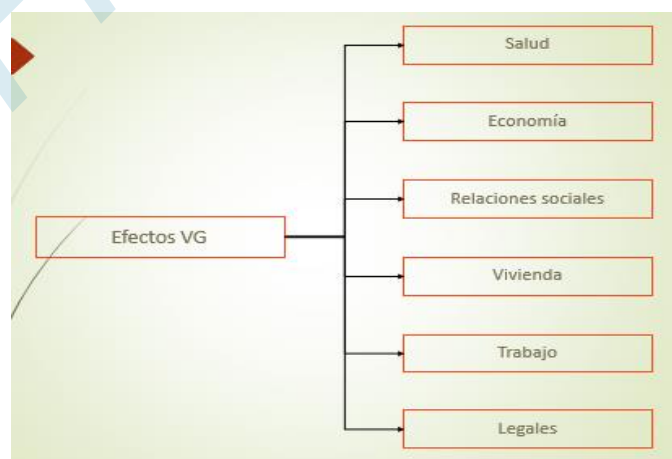 Salud
Economía
Relaciones sociales
Efectos VG
Vivienda
Trabajo
Legales